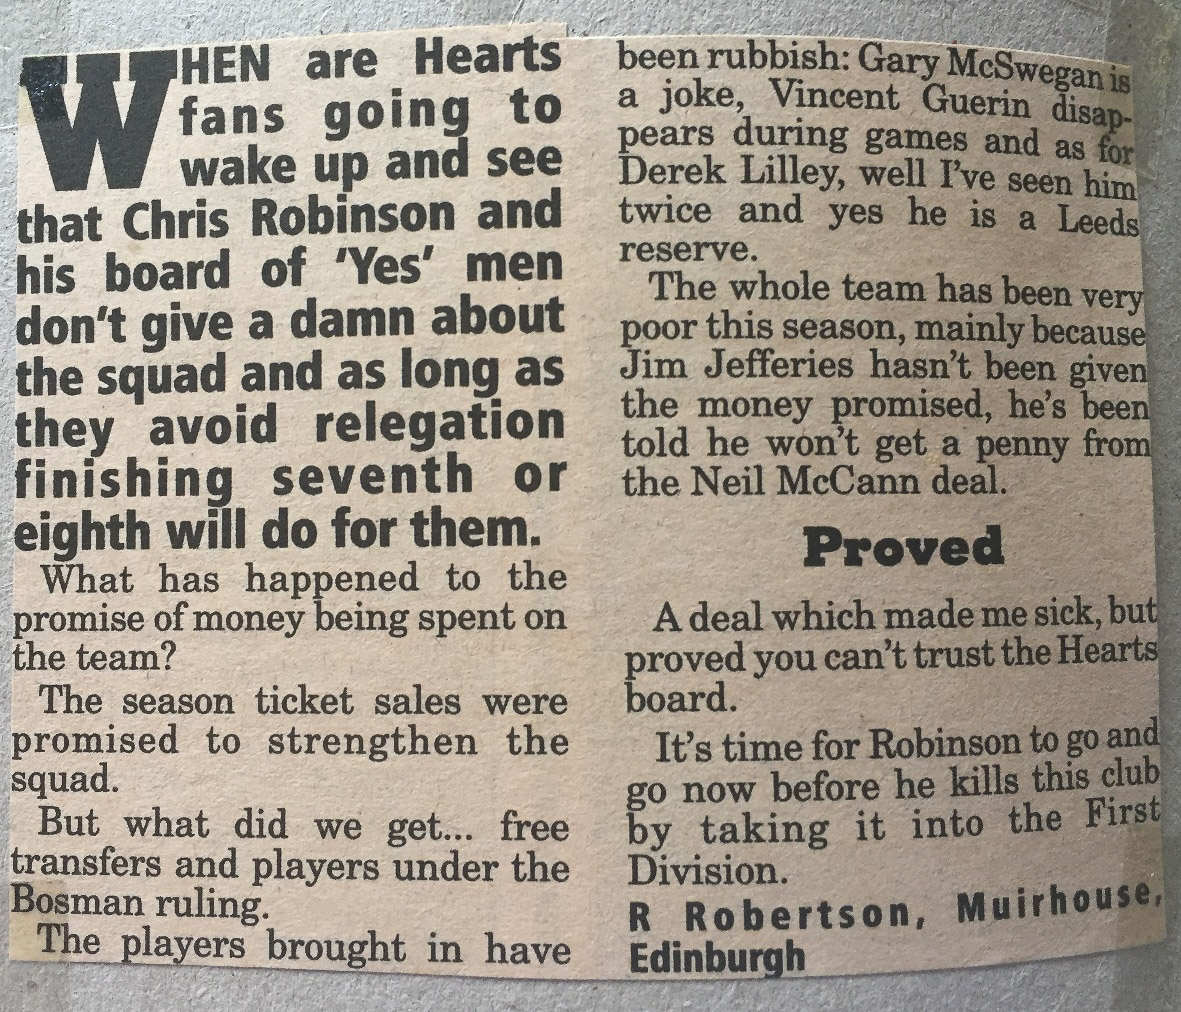 WHEN are Hearts
fans going to
wake up and see
that Chris Robinson and
his board of 'Yes' men
don't give a damn about
the squad and as long as
they avoid relegation
finishing seventh or
eighth will do for them.
What has happened to the
promise of money being spent on
the team?
The season ticket sales were
promised to strengthen the
squad.
But what did we get... free
transfers and players under the
Bosman ruling.
The players brought in have
been rubbish: Gary McSwegan is
a joke, Vincent Guerin disap-
pears during games and as for
Derek Lilley, well I've seen him
twice and yes he is a Leeds
reserve.
The whole team has been very
poor this season, mainly because
Jim Jefferies hasn't been given
the money promised, he's been
told he won't get a penny from
the Neil McCann deal.
Proved
A deal which made me sick, but
proved you can't trust the Hearts
board.
It's time for Robinson to go and
go now before he kills this club
by taking it into the First
Division.
R Robertson, Muirhouse,
Edinburgh